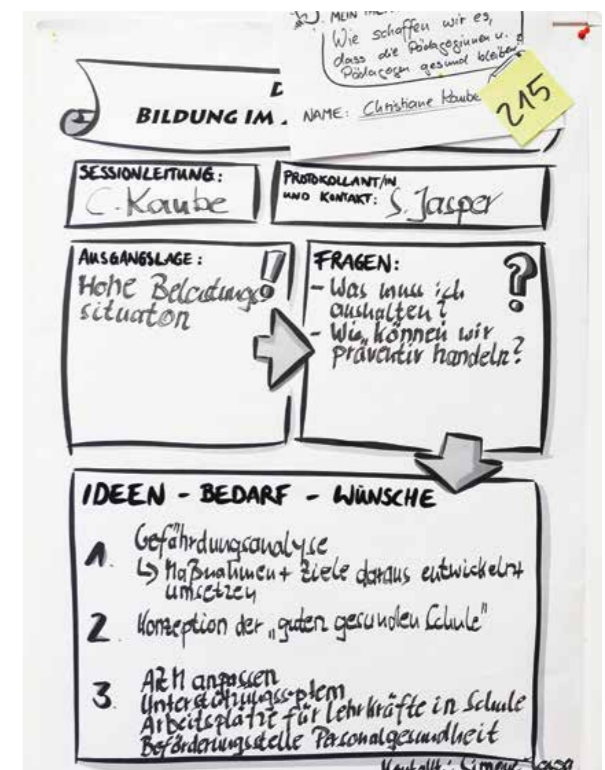 MEIN
Wie schaffen wir es,
dass die Pädagoginnen u.
Pädagogen gesund bleiben
NAME: Christiane Kaube
215
D
BILDUNG IM
SESSIONLEITUNG:
C. Kaube
PROTOKOLLANT/IN
UND KONTAKT: S. Jasper
AUSGANGSLAGE:
Hohe Belastungs
situation
FRAGEN:
- Was muss ich
aushalten?
- Wie können wir
präventiv handeln?
IDEEN - BEDARF - WÜNSCHE
1. Gefährdungsanalyse
↳ Maßnahmen + Ziele daraus entwickeln +
umsetzen
2. Konzeption der „guten gesunden Schule"
3. AZM anpassen
Unterstützungssystem
Arbeitsplätze für Lehrkräfte in Schule
Beförderungsstelle Personalgesundheit
Kontakt: Simone